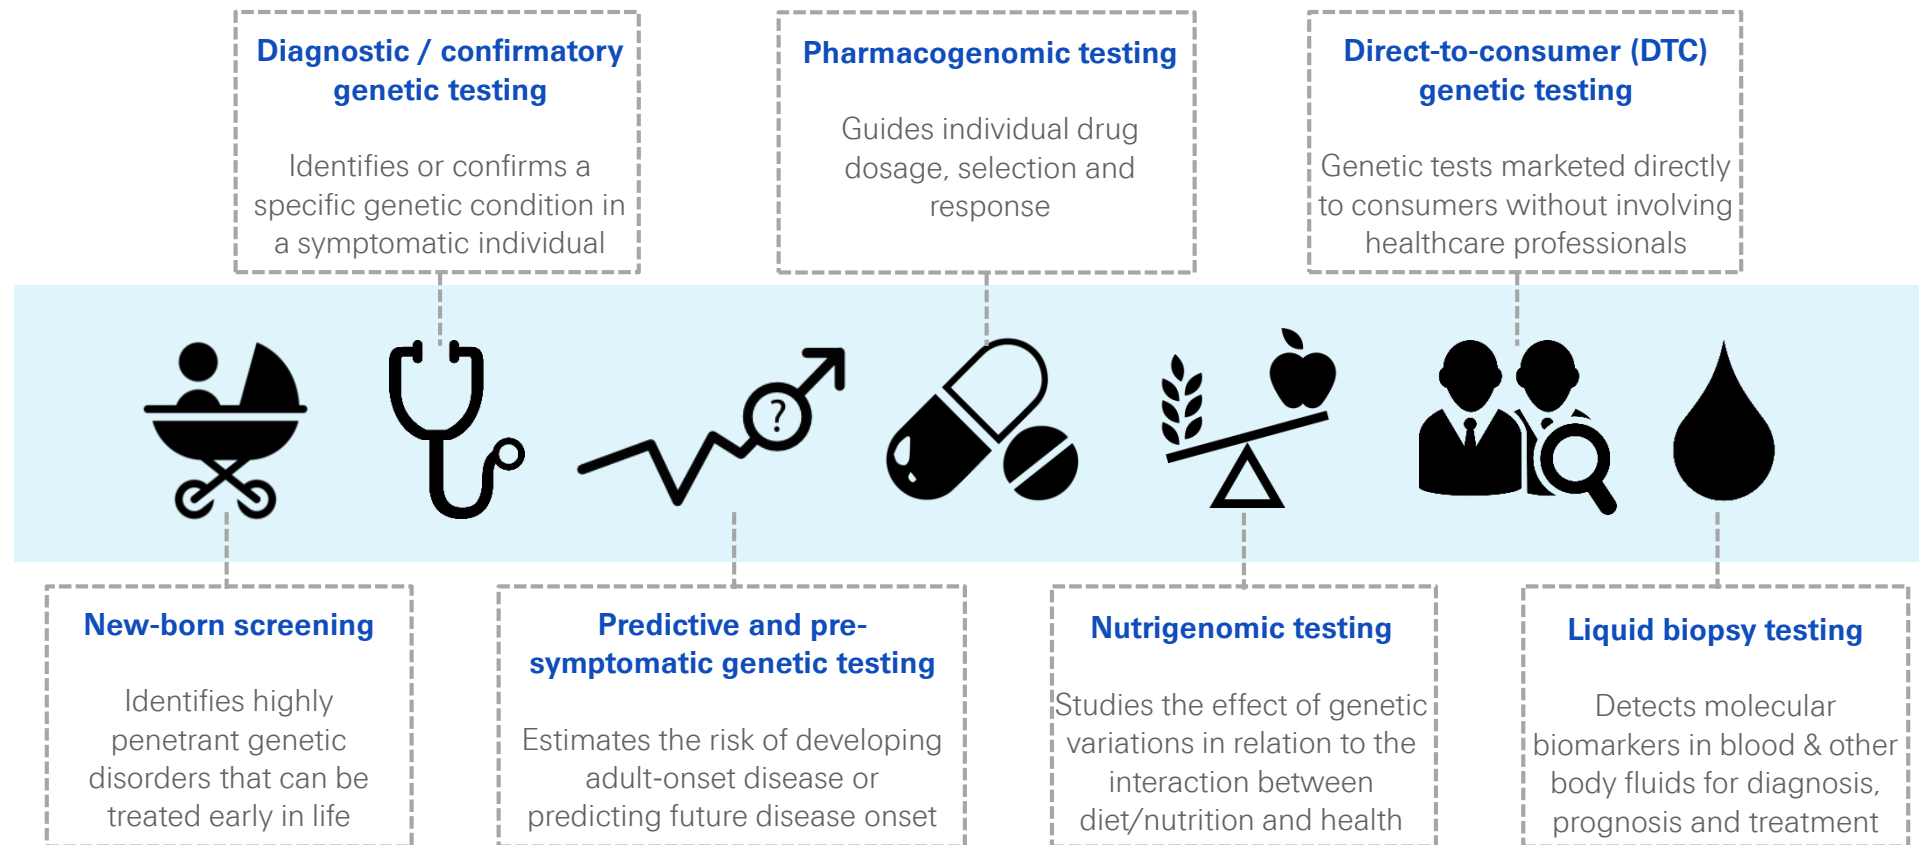 Diagnostic / confirmatory
genetic testing
Identifies or confirms a
specific genetic condition in
a symptomatic individual
Pharmacogenomic testing
Guides individual drug
dosage, selection and
response
Direct-to-consumer (DTC)
genetic testing
Genetic tests marketed directly
to consumers without involving
healthcare professionals
?
New-born screening
Identifies highly
penetrant genetic
disorders that can be
treated early in life
Predictive and pre-
symptomatic genetic testing
Estimates the risk of developing
adult-onset disease or
predicting future disease onset
Nutrigenomic testing
Studies the effect of genetic
variations in relation to the
interaction between
diet/nutrition and health
Liquid biopsy testing
Detects molecular
biomarkers in blood & other
body fluids for diagnosis,
prognosis and treatment